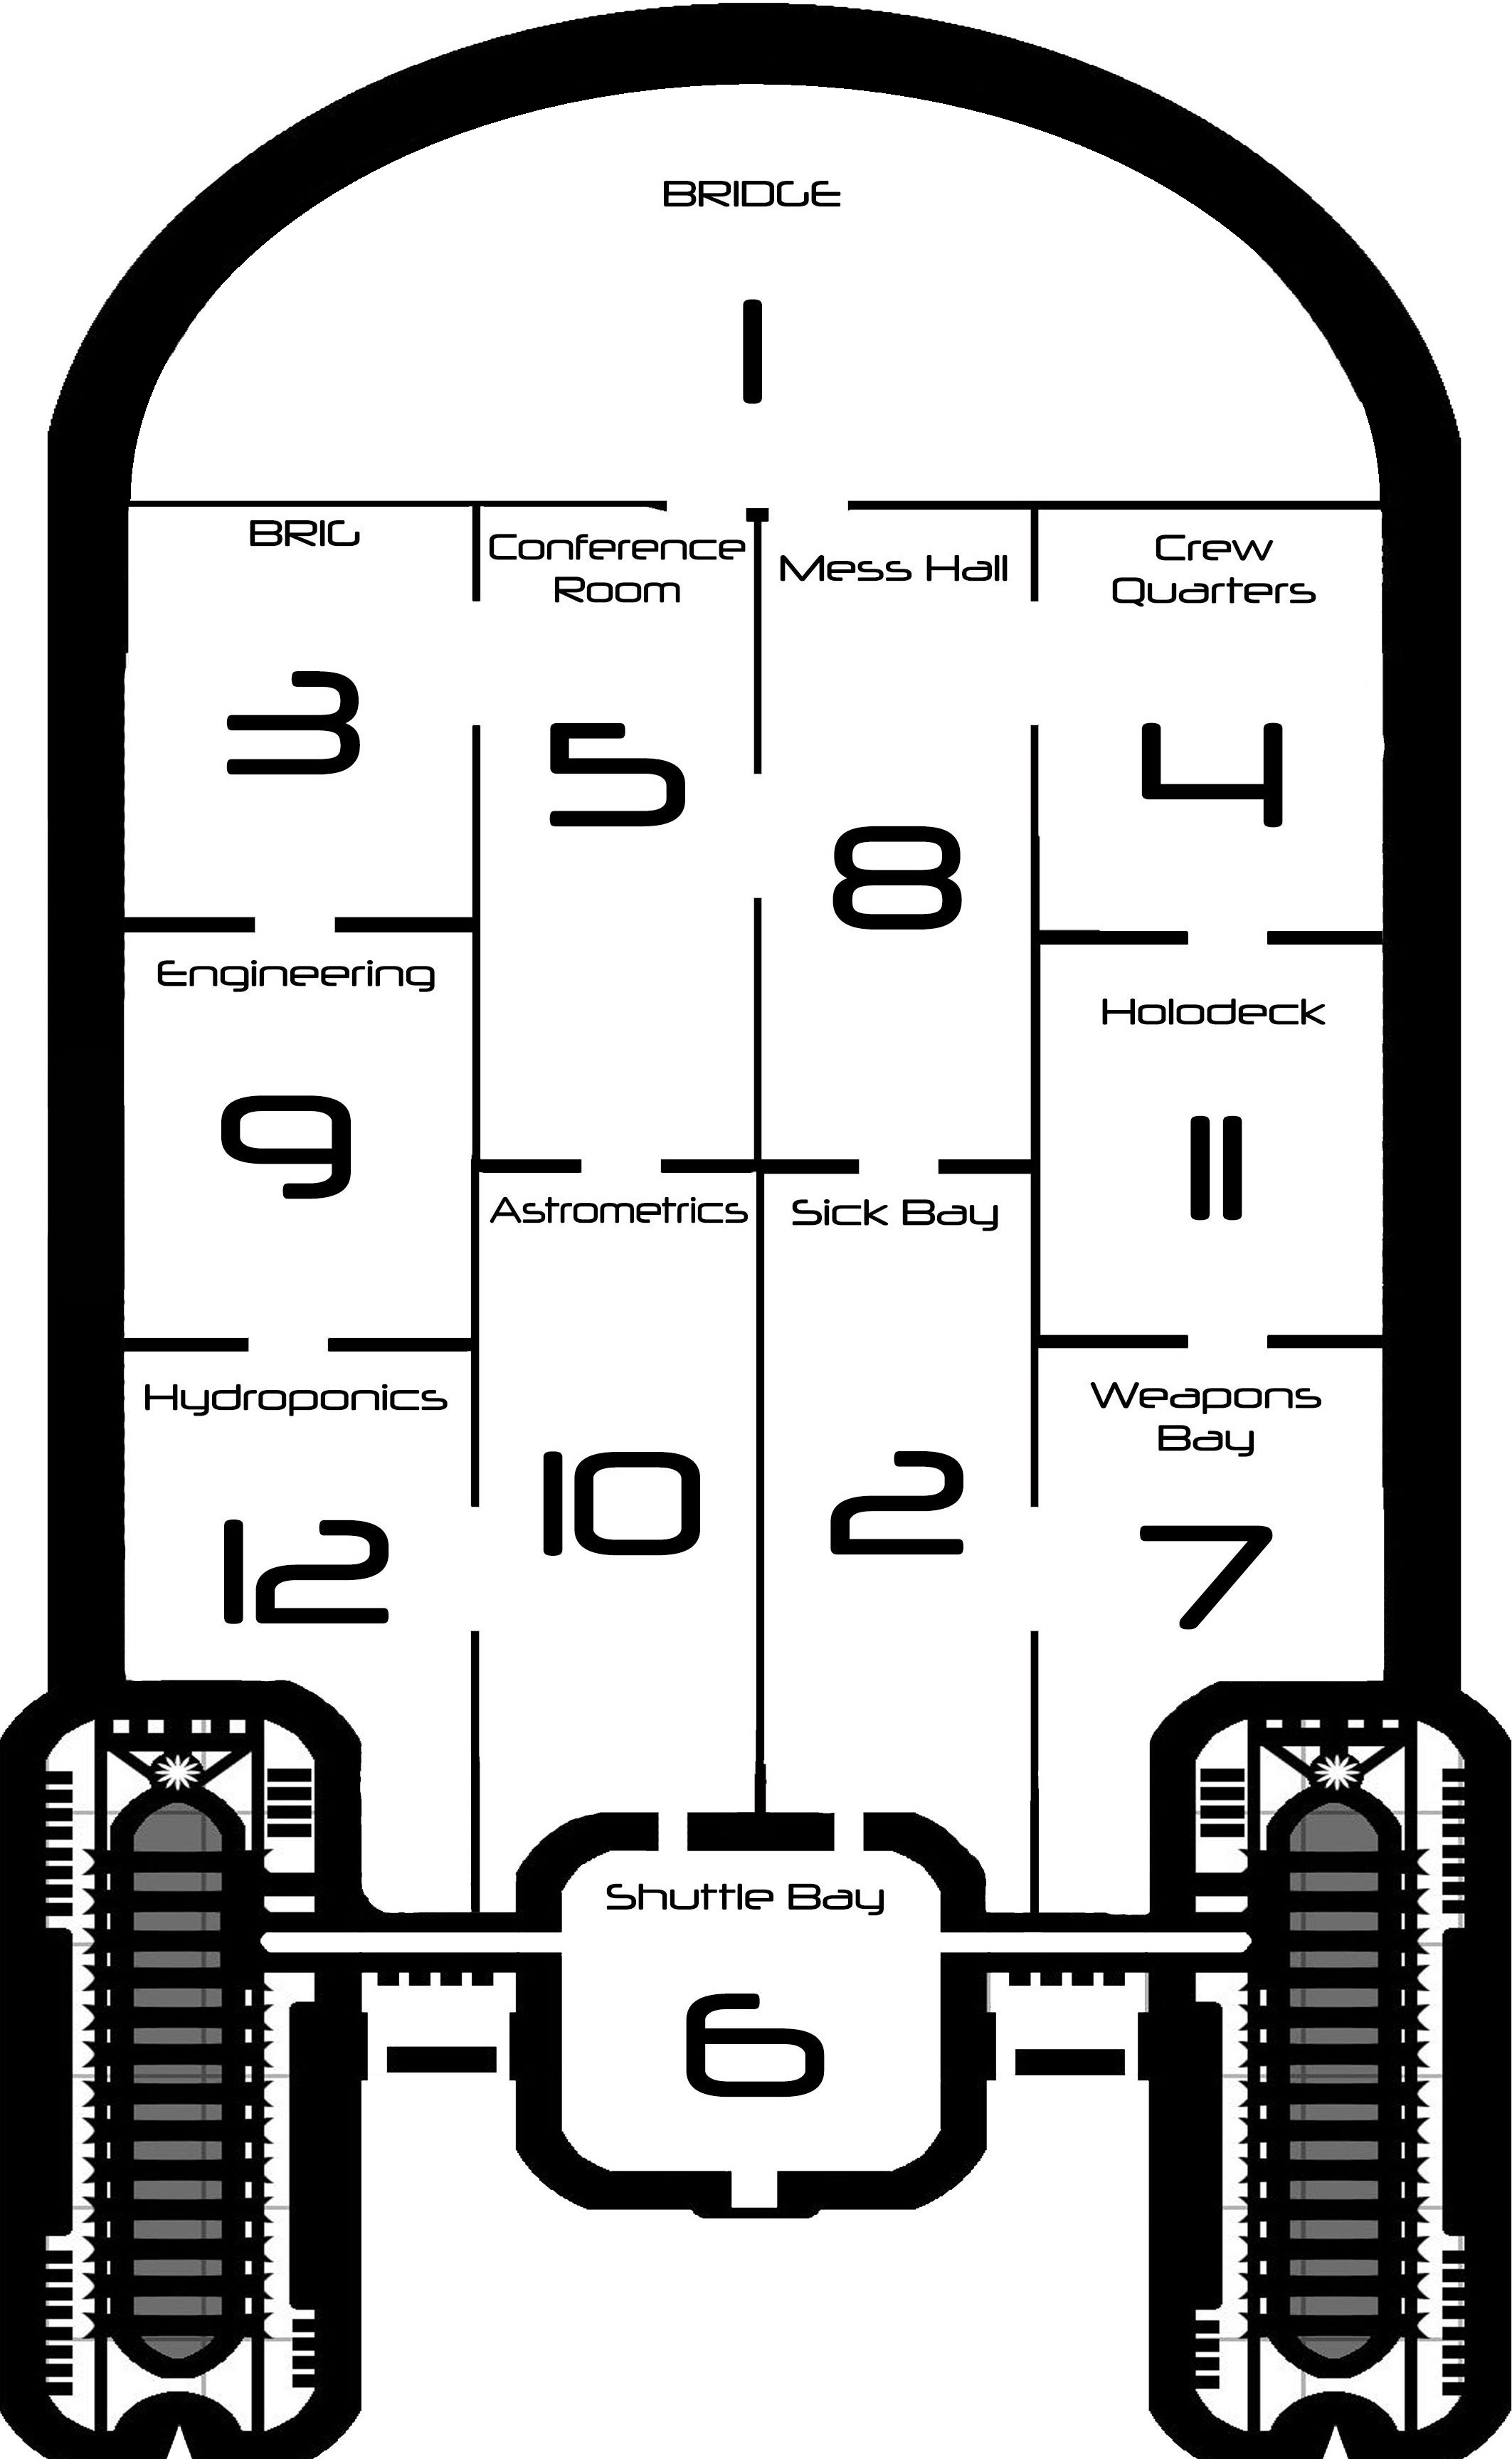 BRIDGE
1
BRIG
Conference
Room
Mess Hall
Crew
Quarters
3
5
8
4
Engineering
Holodeck
9
11
Astrometrics
Sick Bay
Hydroponics
Weapons
Bay
12
10
2
7
Shuttle Bay
6